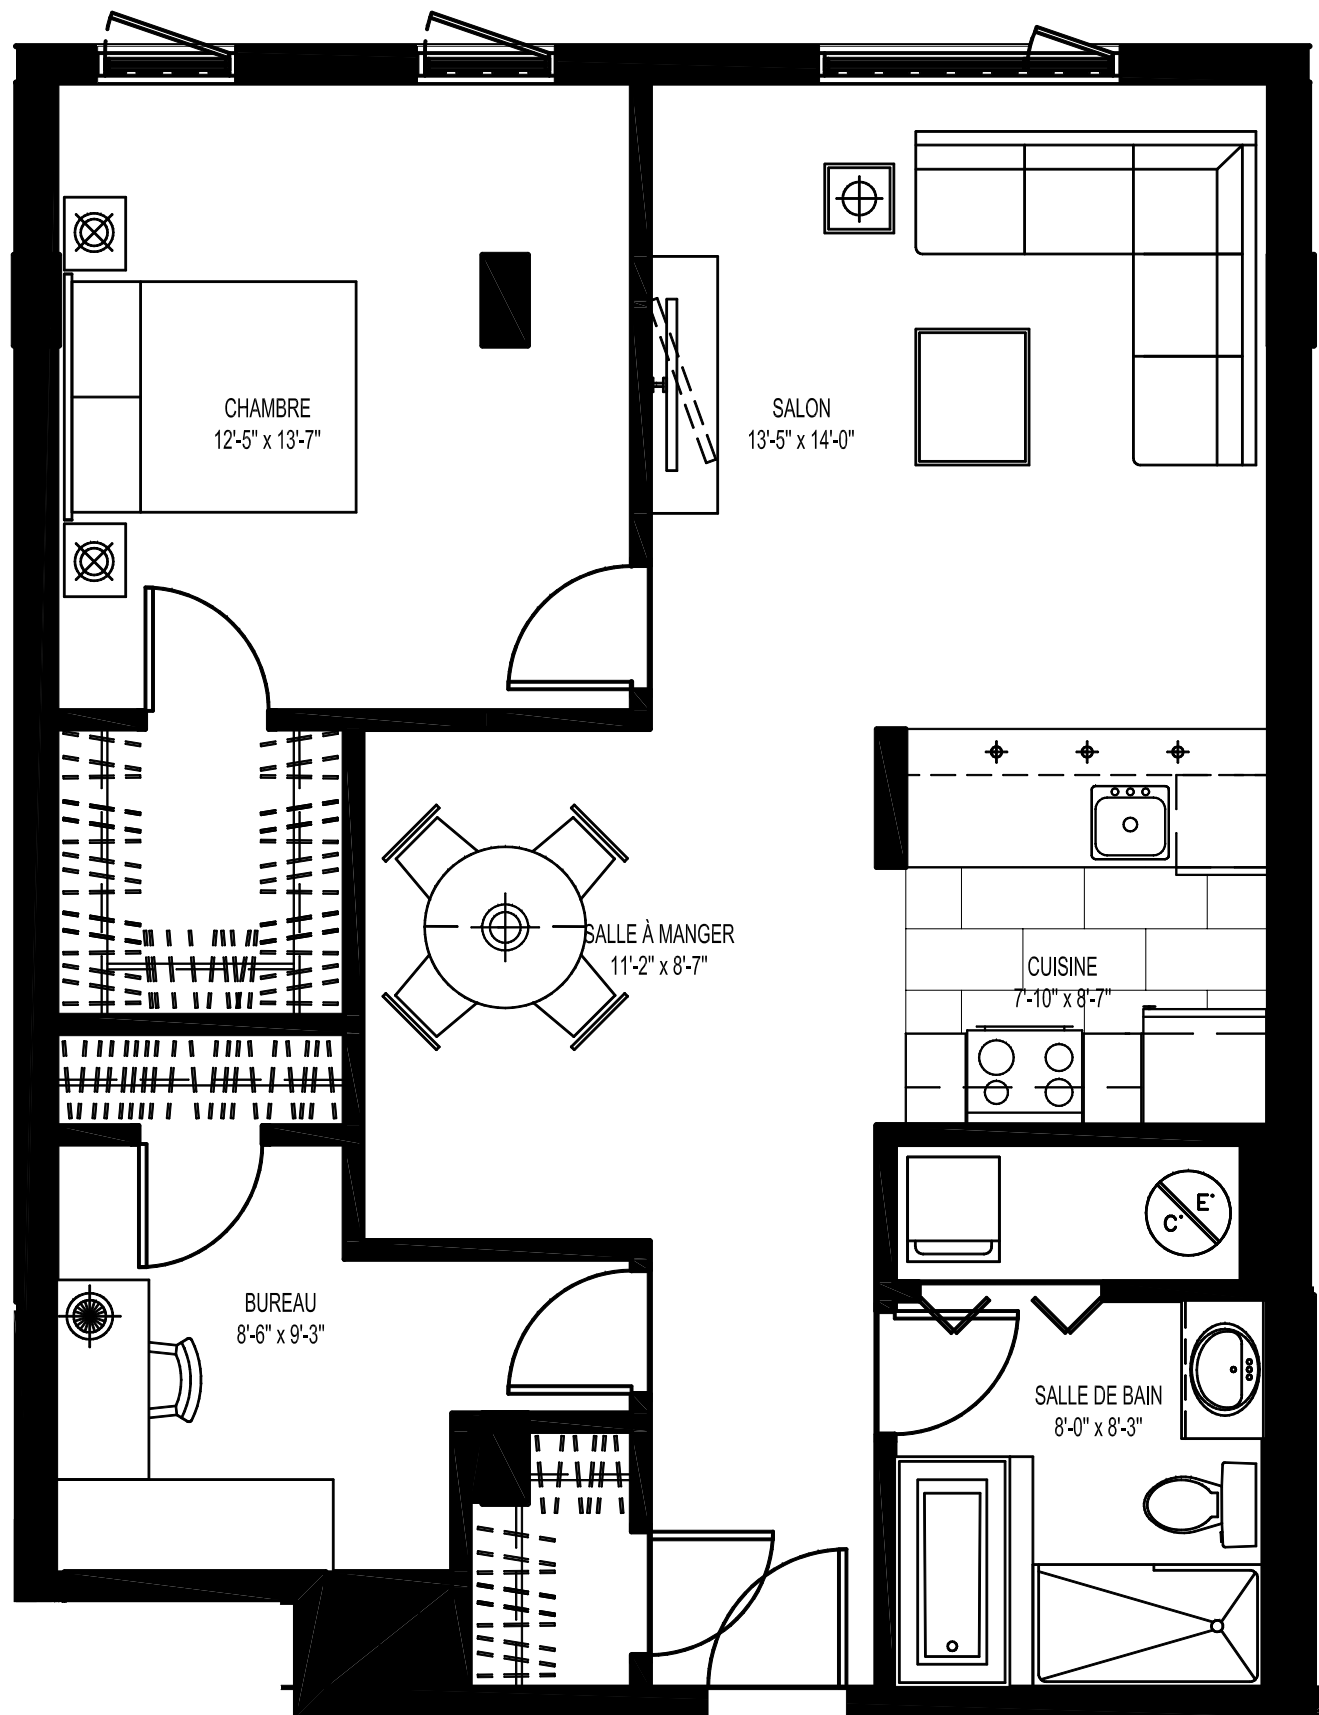 CHAMBRE
12'-5" x 13'-7"
SALON
13'-5" x 14'-0"
SALLE À MANGER
11'-2" x 8'-7"
CUISINE
7'-10" x 8'-7"
E
C
BUREAU
8'-6" x 9'-3"
SALLE DE BAIN
8'-0" x 8'-3"